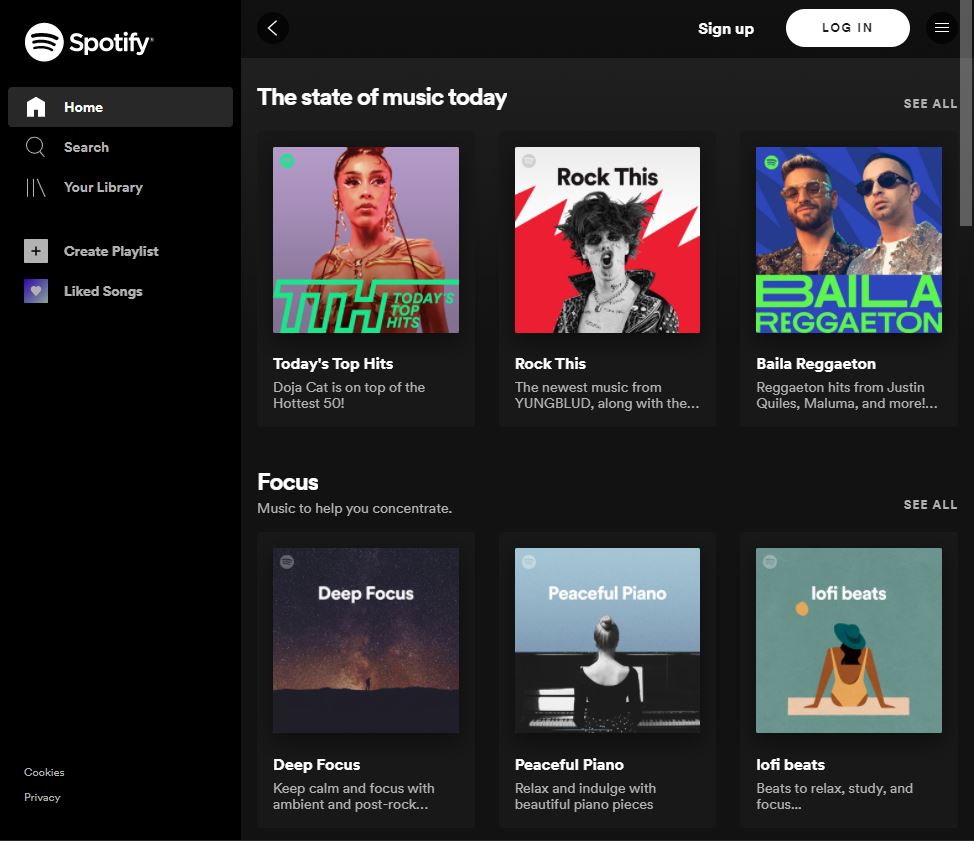 Spotify
Sign up
LOG IN
Home
Search
Your Library
Create Playlist
Liked Songs
Cookies
Privacy
The state of music today
SEE ALL
TTH TODAY'S
TOP
HITS
Today's Top Hits
Doja Cat is on top of the
Hottest 50!
Rock This
Rock This
The newest music from
YUNGBLUD, along with the...
BAILA
REGGAETON
Baila Reggaeton
Reggaeton hits from Justin
Quiles, Maluma, and more!...
Focus
Music to help you concentrate.
SEE ALL
Deep Focus
Deep Focus
Keep calm and focus with
ambient and post-rock...
Peaceful Piano
Peaceful Piano
Relax and indulge with
beautiful piano pieces
lofi beats
lofi beats
Beats to relax, study, and
focus...